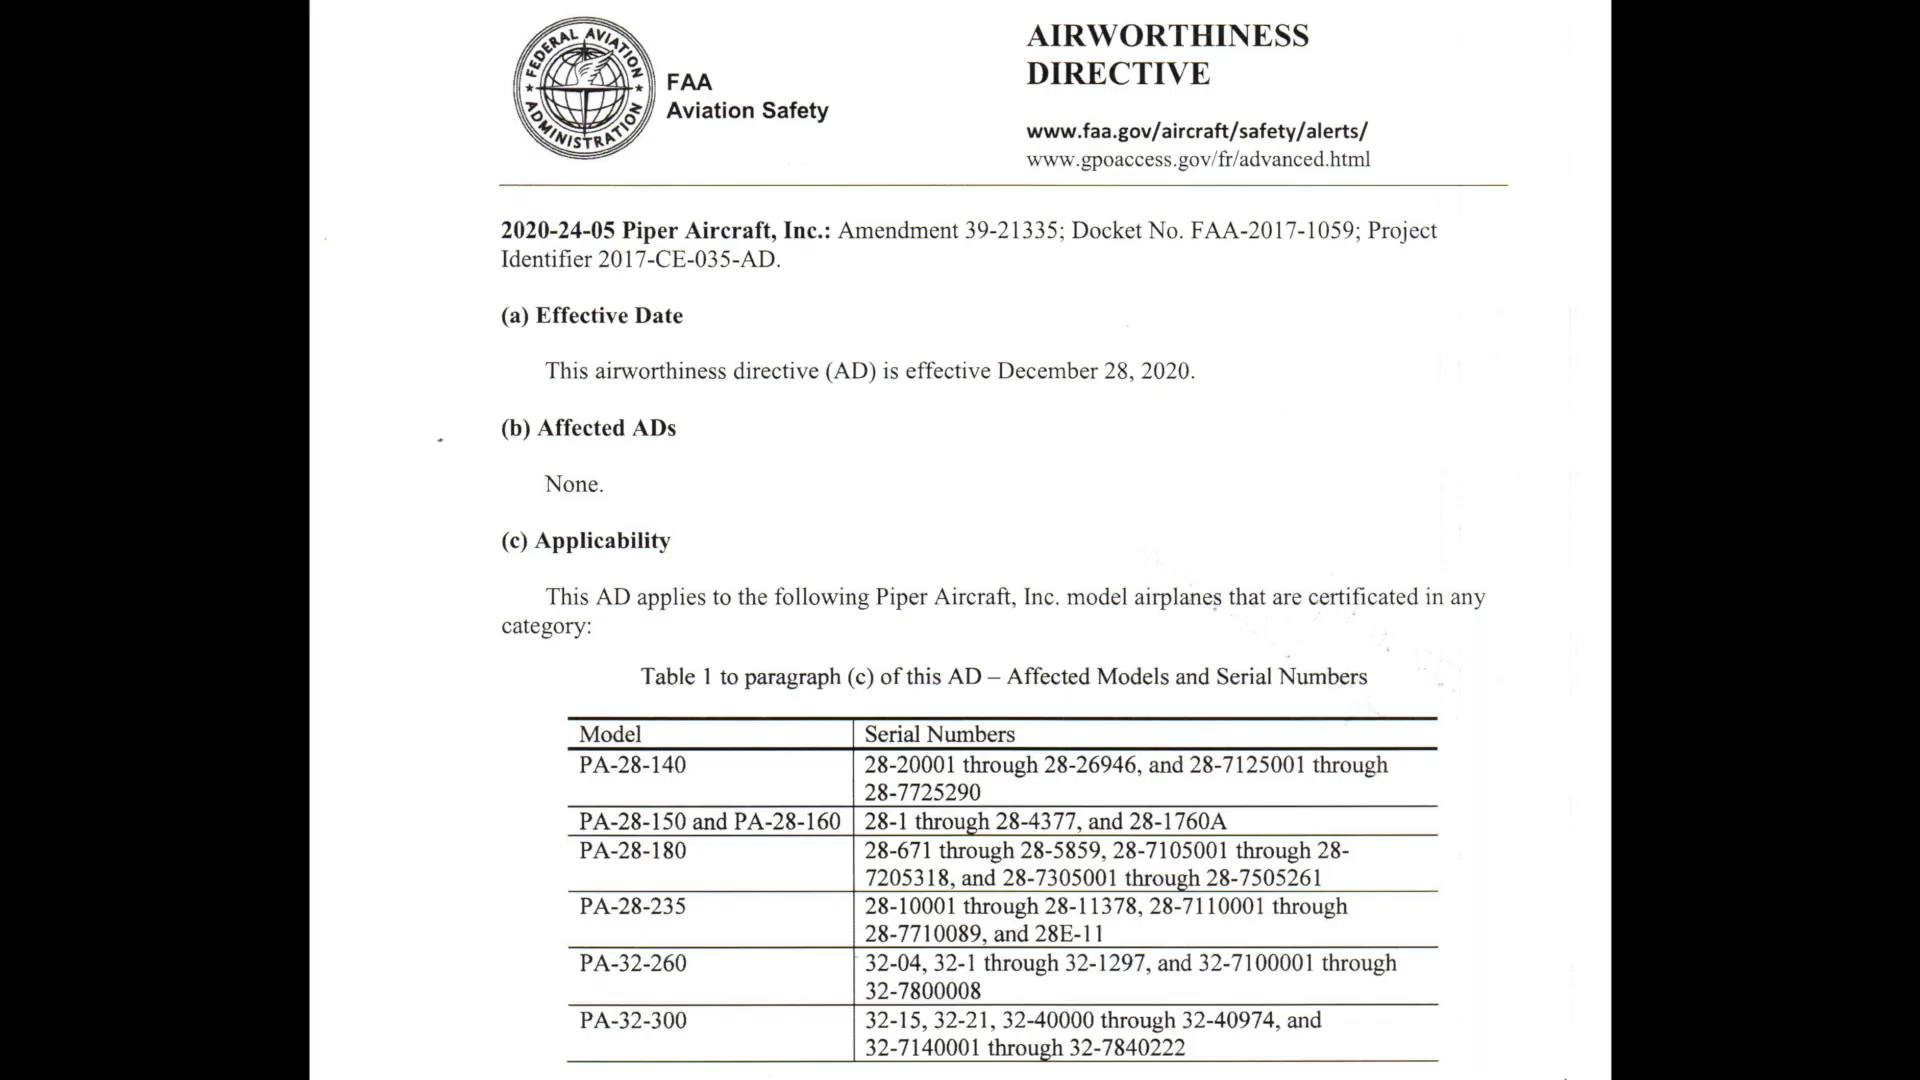 FEDERAL AVIATION
ADMINISTRATION
FAA
Aviation Safety
AIRWORTHINESS
DIRECTIVE
www.faa.gov/aircraft/safety/alerts/
www.gpoaccess.gov/fr/advanced.html
2020-24-05 Piper Aircraft, Inc.: Amendment 39-21335; Docket No. FAA-2017-1059; Project
Identifier 2017-CE-035-AD.
(a) Effective Date
This airworthiness directive (AD) is effective December 28, 2020.
(b) Affected ADs
None.
(c) Applicability
This AD applies to the following Piper Aircraft, Inc. model airplanes that are certificated in any
category:
Table 1 to paragraph (c) of this AD – Affected Models and Serial Numbers
Model Serial Numbers
PA-28-140 28-20001 through 28-26946, and 28-7125001 through
28-7725290
PA-28-150 and PA-28-160 28-1 through 28-4377, and 28-1760A
PA-28-180 28-671 through 28-5859, 28-7105001 through 28-
7205318, and 28-7305001 through 28-7505261
PA-28-235 28-10001 through 28-11378, 28-7110001 through
28-7710089, and 28E-11
PA-32-260 32-04, 32-1 through 32-1297, and 32-7100001 through
32-7800008
PA-32-300 32-15, 32-21, 32-40000 through 32-40974, and
32-7140001 through 32-7840222